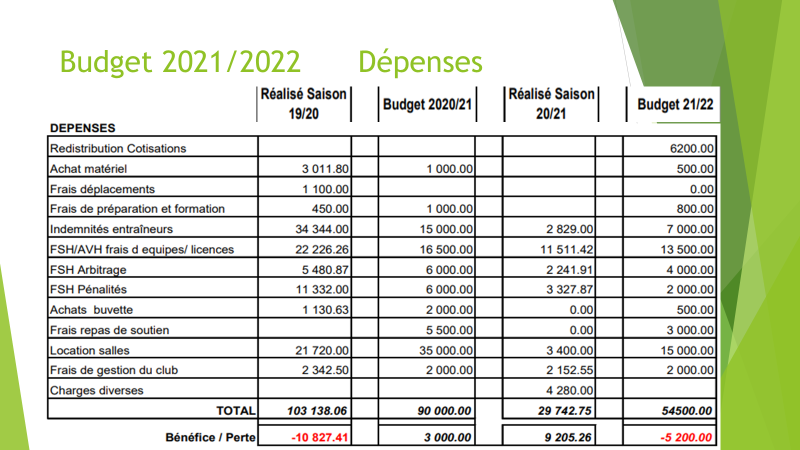 Budget 2021/2022 Dépenses
Réalisé Saison 19/20 Budget 2020/21 Réalisé Saison 20/21 Budget 21/22
DEPENSES
Redistribution Cotisations 6200.00
Achat matériel 3 011.80 1 000.00 500.00
Frais déplacements 1 100.00 0.00
Frais de préparation et formation 450.00 1 000.00 800.00
Indemnités entraîneurs 34 344.00 15 000.00 2 829.00 7 000.00
FSH/AVH frais d equipes/ licences 22 226.26 16 500.00 11 511.42 13 500.00
FSH Arbitrage 5 480.87 6 000.00 2 241.91 4 000.00
FSH Pénalités 11 332.00 6 000.00 3 327.87 2 000.00
Achats buvette 1 130.63 2 000.00 0.00 500.00
Frais repas de soutien 5 500.00 0.00 3 000.00
Location salles 21 720.00 35 000.00 3 400.00 15 000.00
Frais de gestion du club 2 342.50 2 000.00 2 152.55 2 000.00
Charges diverses 4 280.00
TOTAL 103 138.06 90 000.00 29 742.75 54500.00
Bénéfice / Perte -10 827.41 3 000.00 9 205.26 -5 200.00